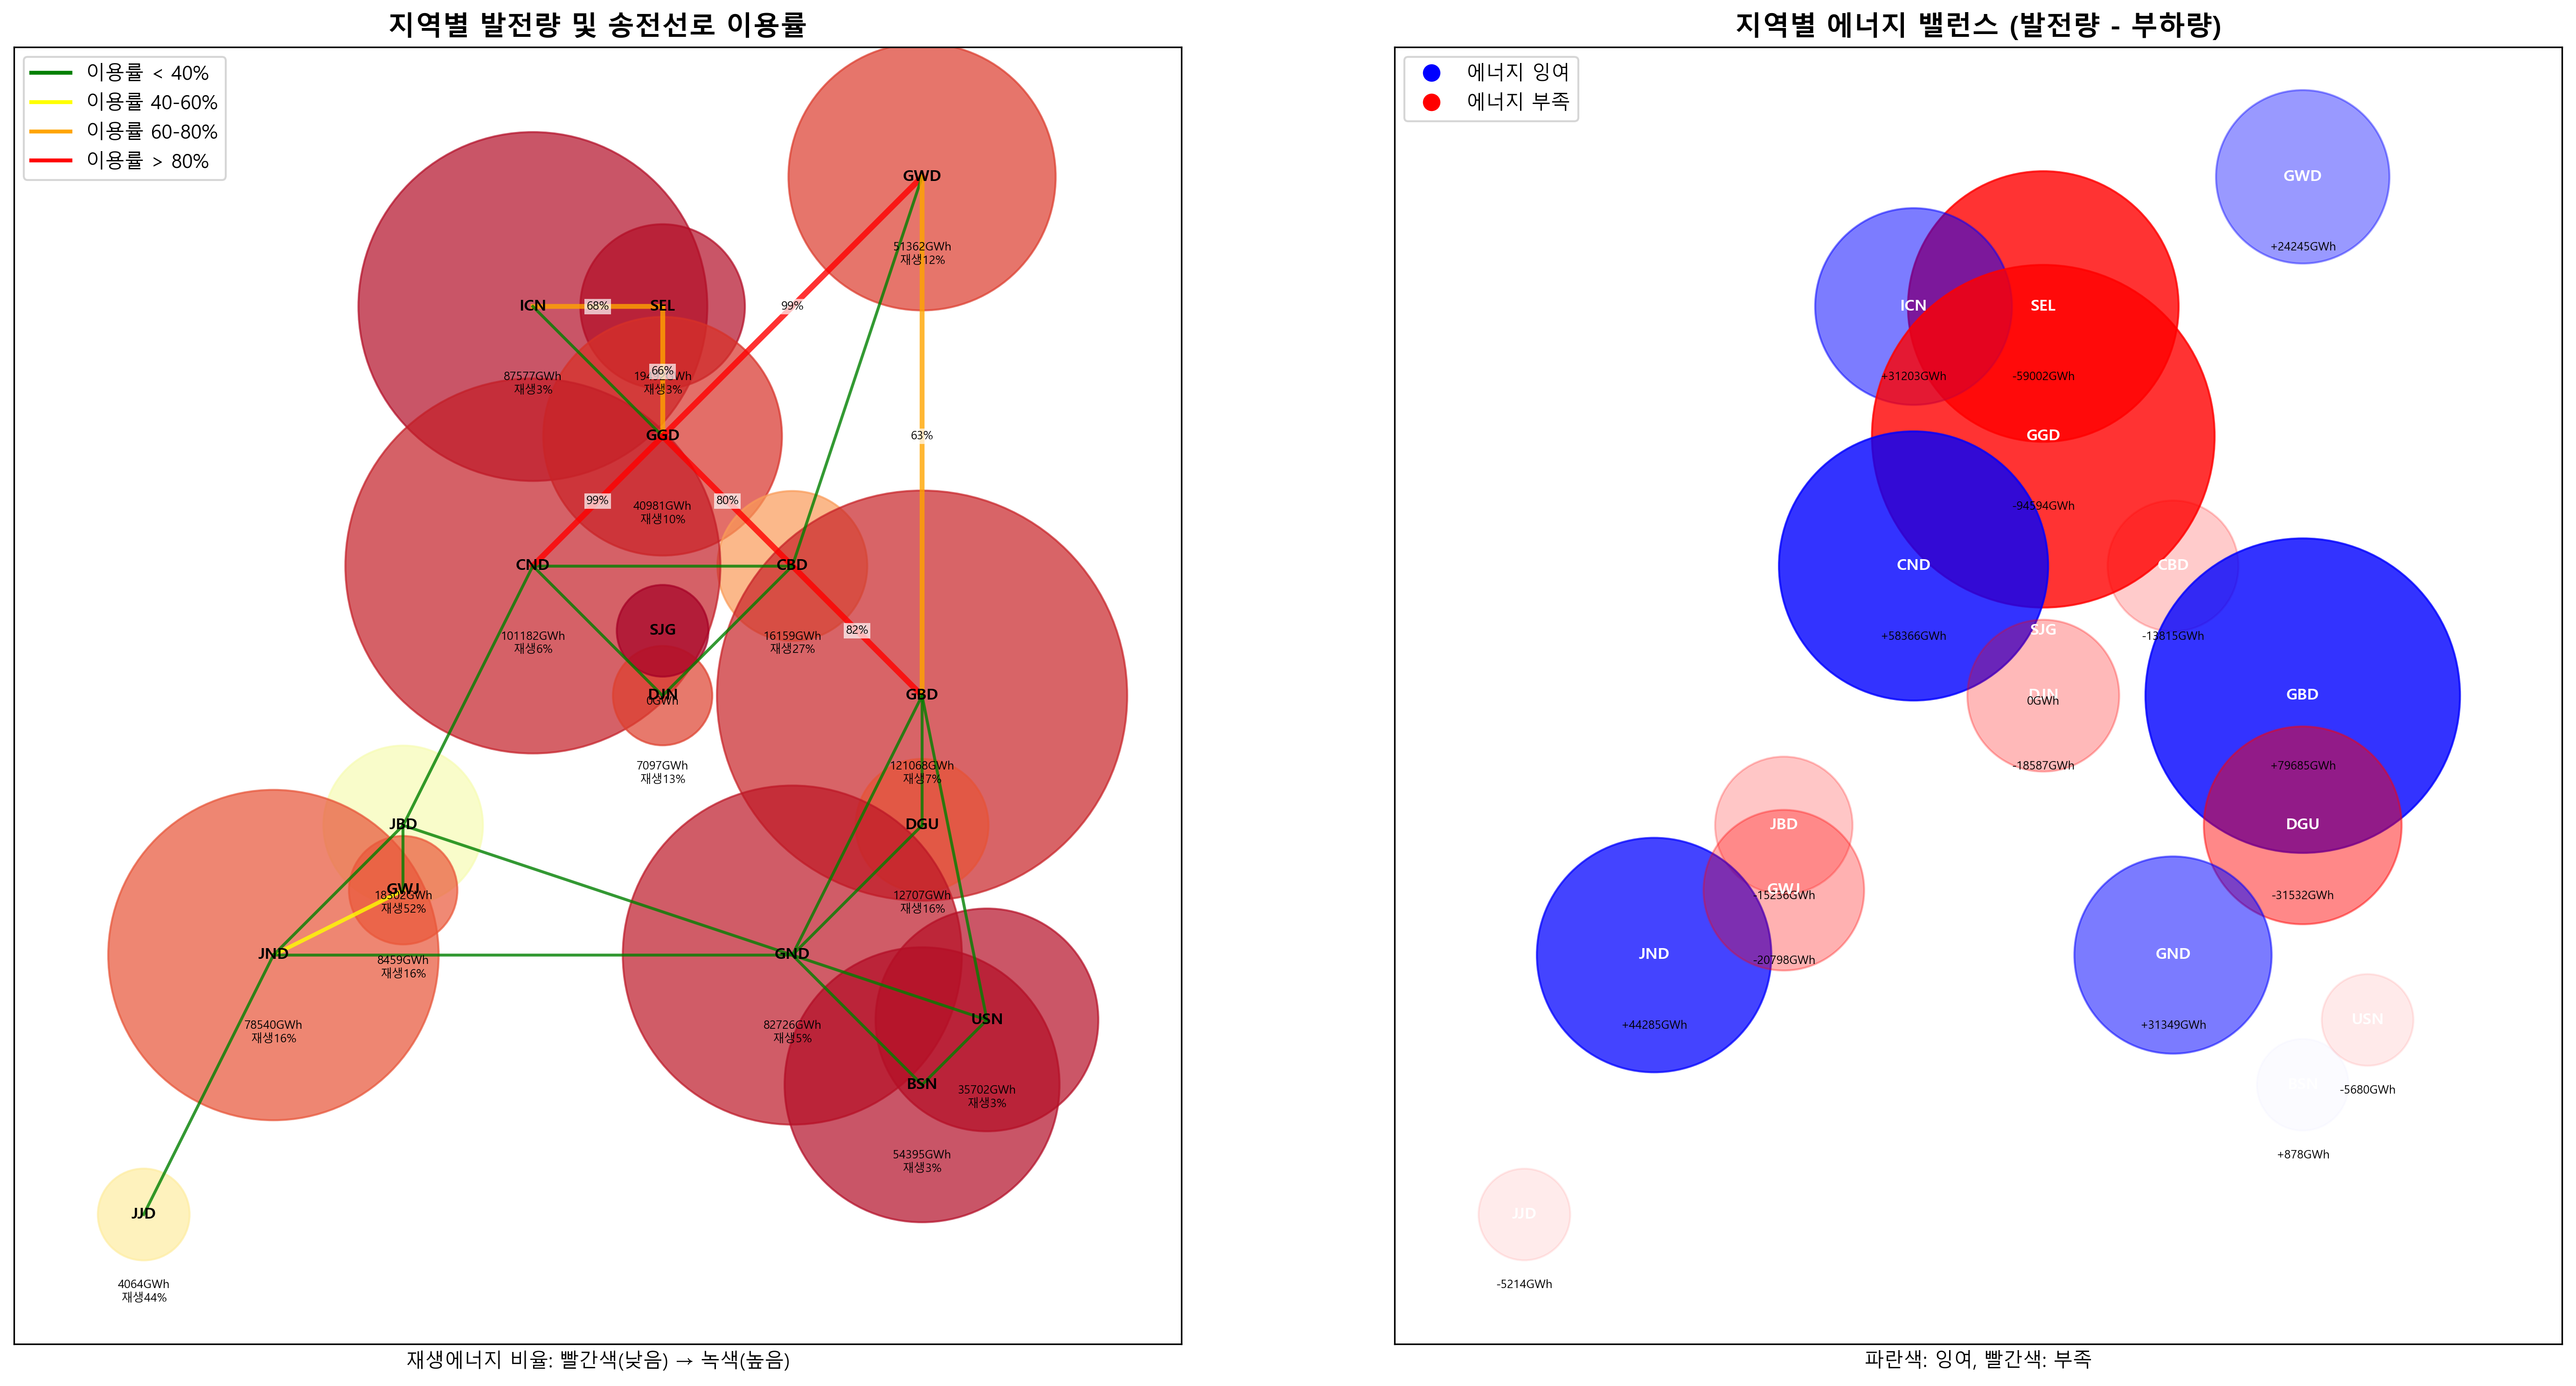 지역별 발전량 및 송전선로 이용률
이용률 < 40%
이용률 40-60%
이용률 60-80%
이용률 > 80%
GWD
51362GWh
재생12%
ICN
68%
SEL
99%
87577GWh
재생3%
66%
재생3%
GGD
63%
99%
80%
40981GWh
재생10%
CND
CBD
101182GWh
재생6%
SJG
16159GWh
재생27%
82%
DJN
0GWh
GBD
7097GWh
재생13%
121068GWh
재생7%
JBD
DGU
GWJ
18302GWh
재생52%
12707GWh
재생16%
JND
8459GWh
재생16%
GND
78540GWh
재생16%
82726GWh
재생5%
USN
BSN
35702GWh
재생3%
54395GWh
재생3%
JJD
4064GWh
재생44%
재생에너지 비율: 빨간색(낮음) → 녹색(높음)
지역별 에너지 밸런스 (발전량 - 부하량)
에너지 잉여
에너지 부족
GWD
+24245GWh
ICN
SEL
+31203GWh
-59002GWh
GGD
-94594GWh
CND
CBD
+58366GWh
SJG
-13815GWh
DJN
0GWh
GBD
-18587GWh
+79685GWh
JBD
DGU
GWJ
-15236GWh
-31532GWh
JND
-20798GWh
GND
+44285GWh
+31349GWh
USN
BSN
-5680GWh
+878GWh
JJD
-5214GWh
파란색: 잉여, 빨간색: 부족